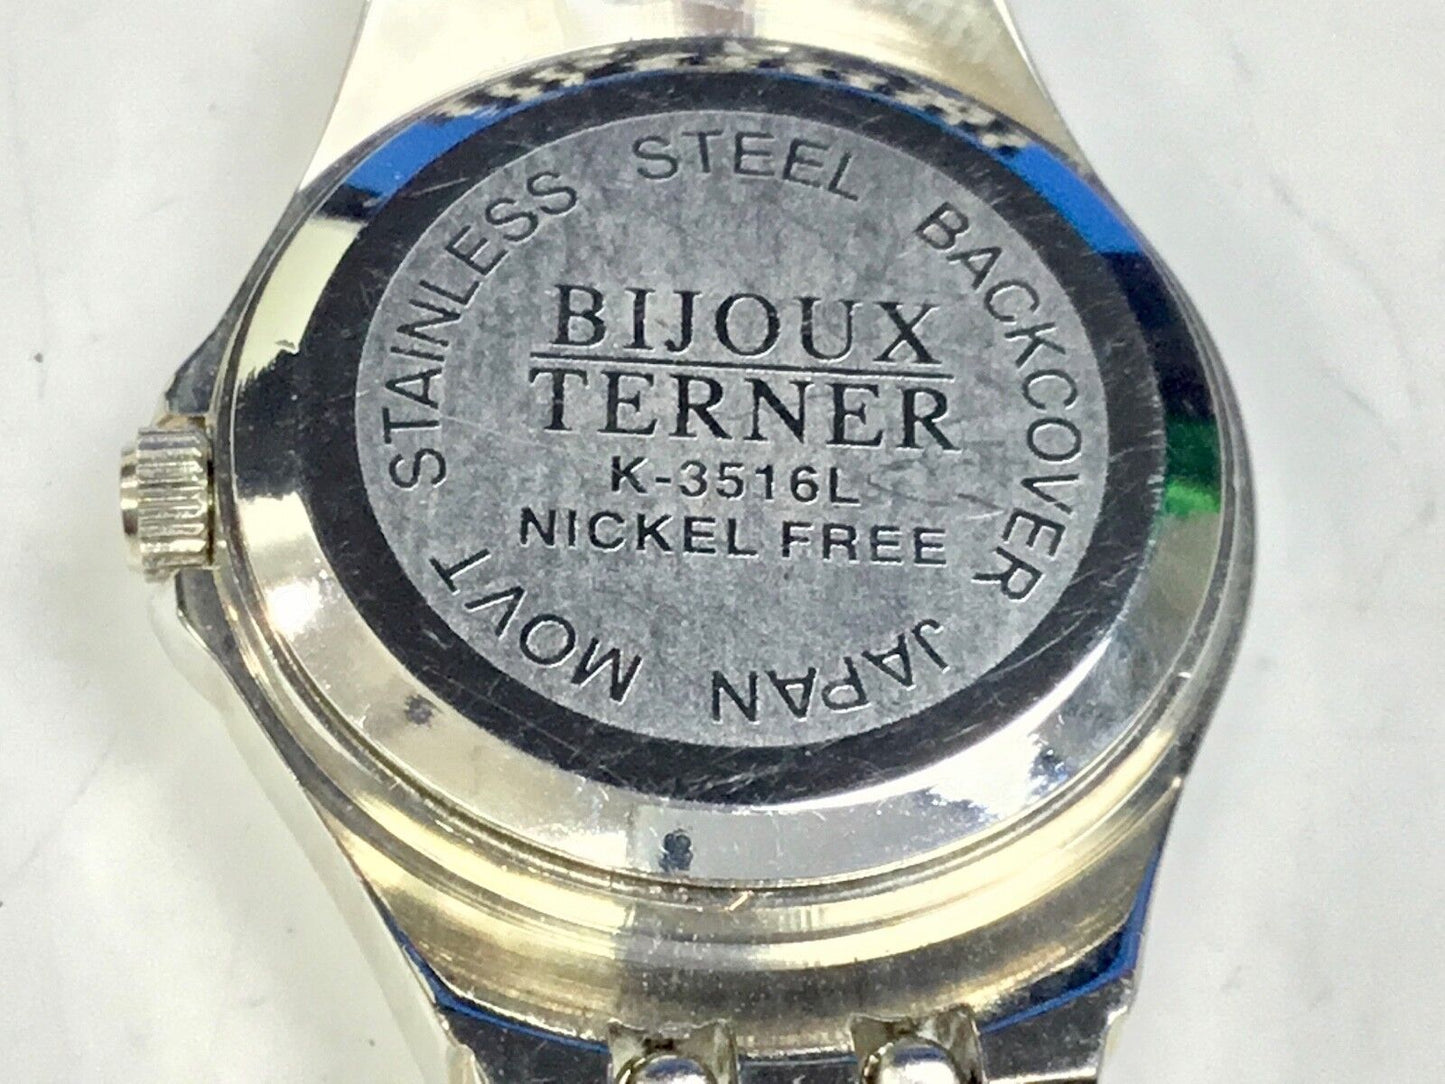 STAINLESS STEEL BACKCOVER
BIJOUX
TERNER
K-3516L
NICKEL FREE
JAPAN MOVT